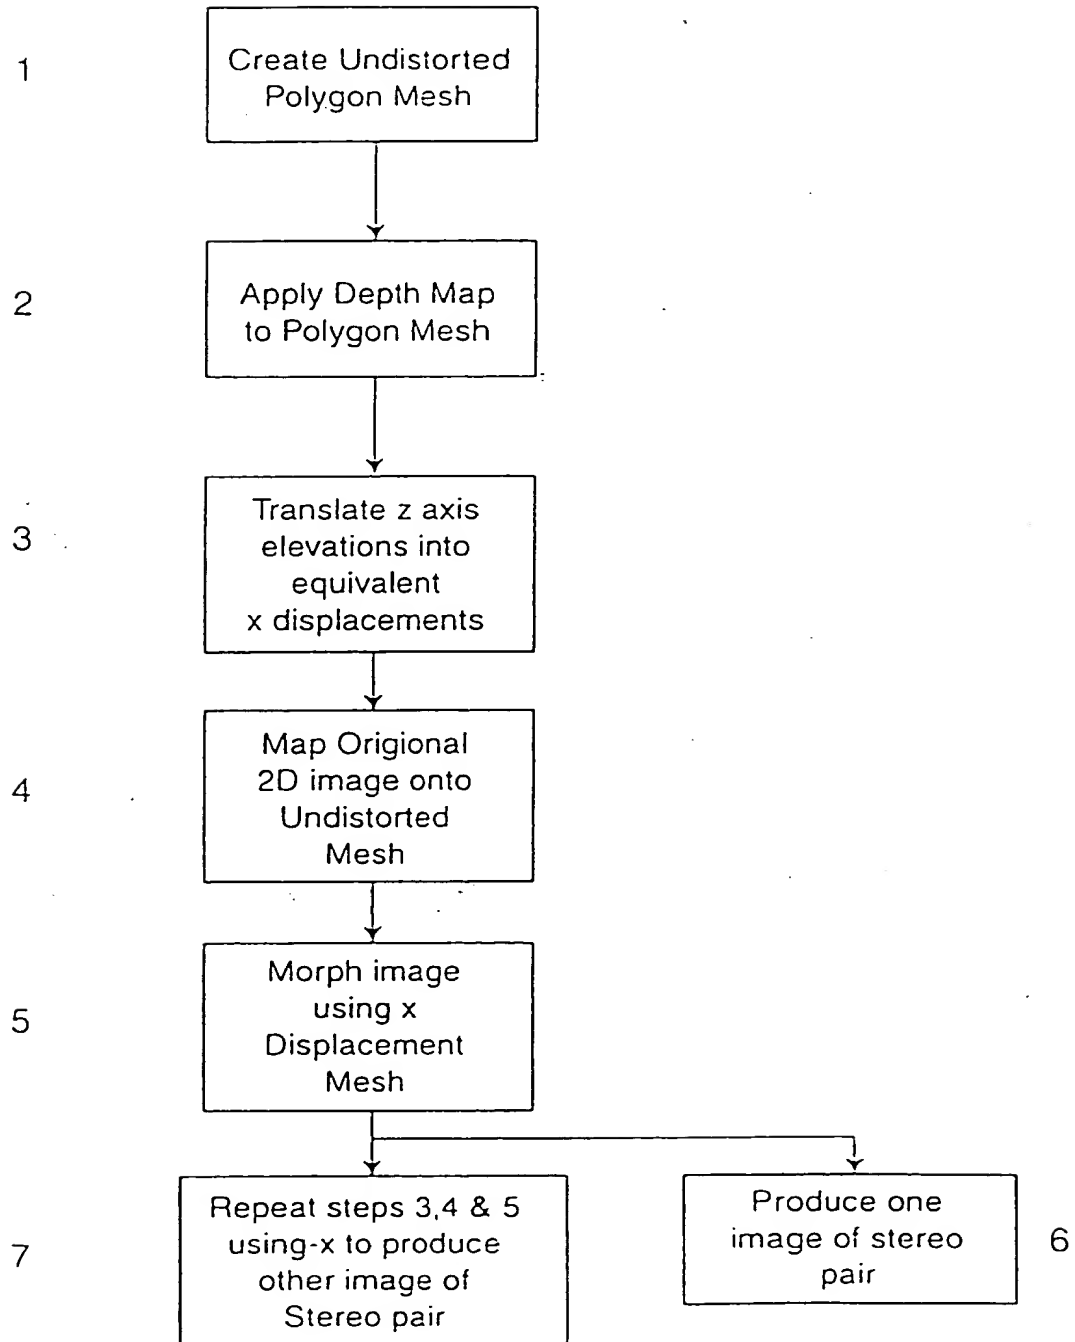 1
Create Undistorted
Polygon Mesh
2
Apply Depth Map
to Polygon Mesh
3
Translate z axis
elevations into
equivalent
x displacements
4
Map Origional
2D image onto
Undistorted
Mesh
5
Morph image
using x
Displacement
Mesh
7
Repeat steps 3,4 & 5
using-x to produce
other image of
Stereo pair
Produce one
image of stereo
pair
6